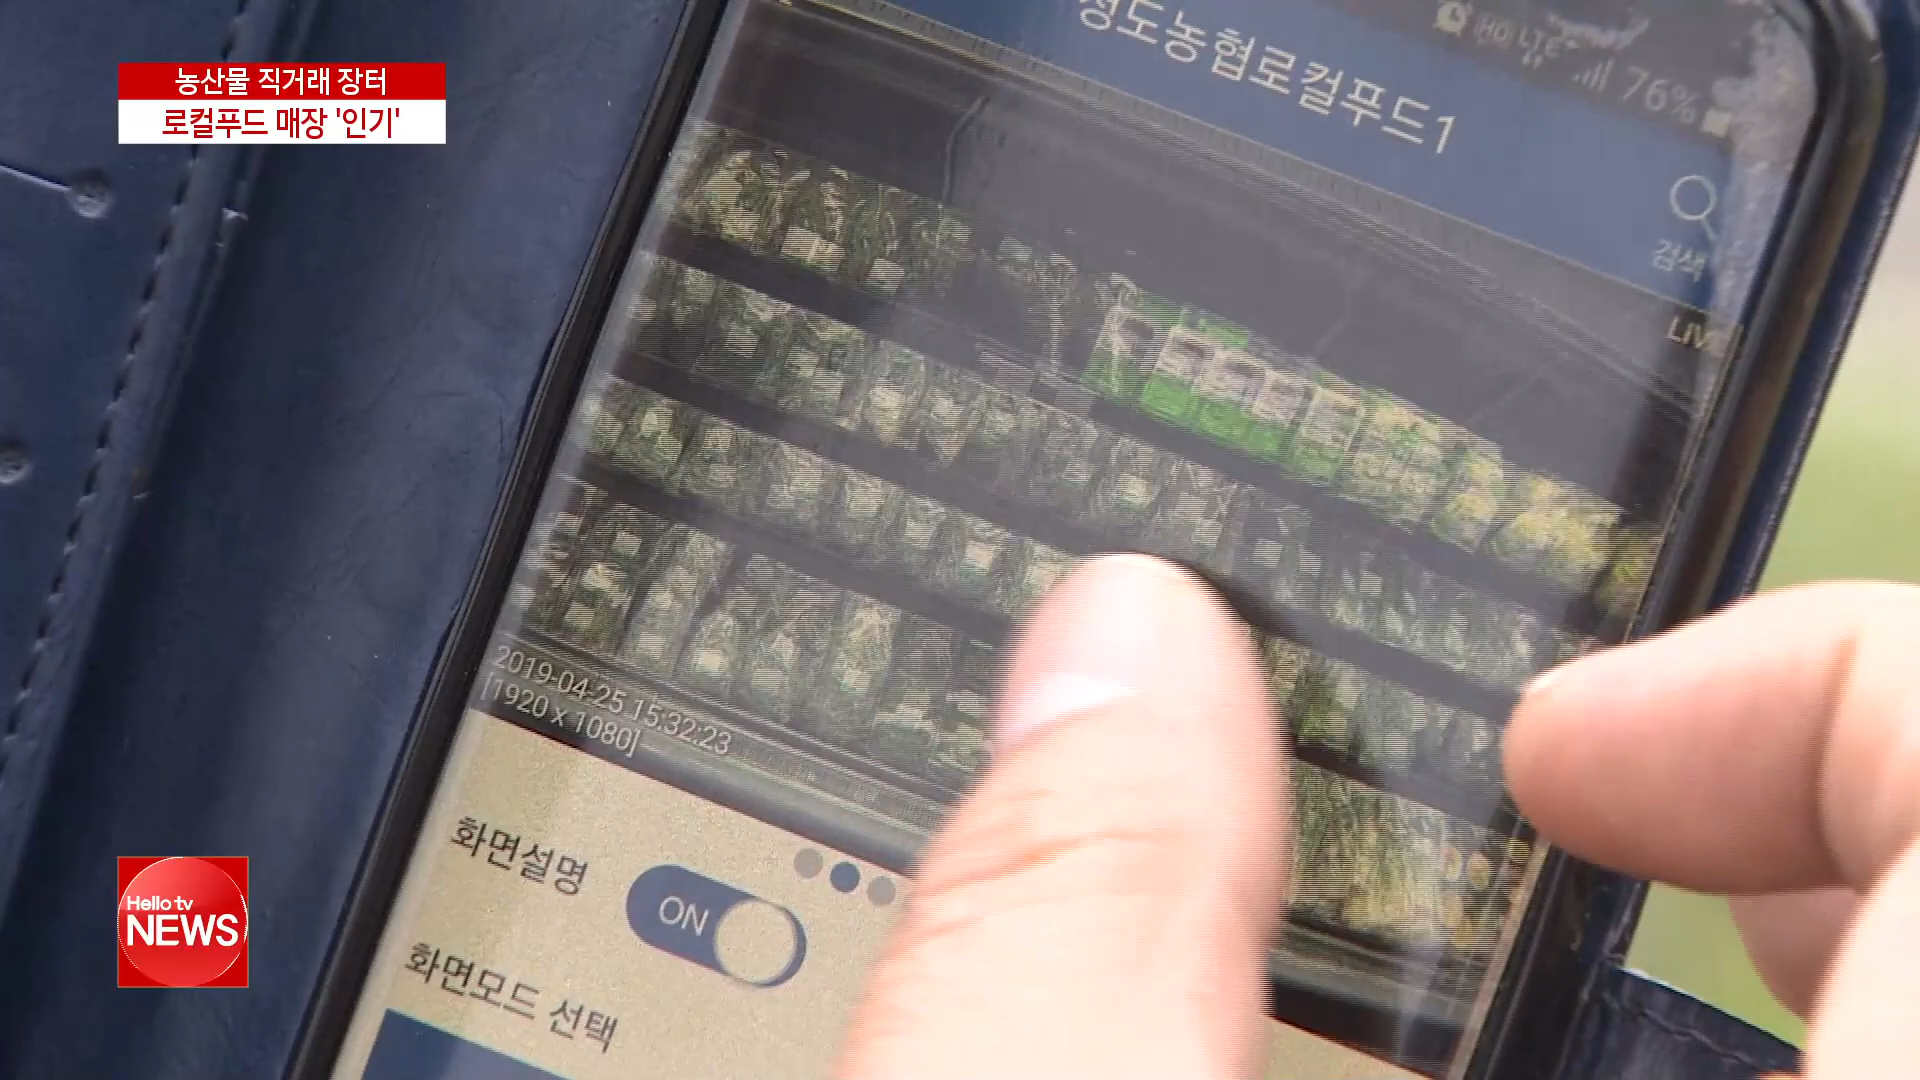 농산물 직거래 장터
로컬푸드 매장 '인기'
76%
청도농협로컬푸드1
검색
LIVE
2019-04-25 15:32:23
[1920 x 1080]
화면설명
ON
화면모드 선택
Hello tv
NEWS